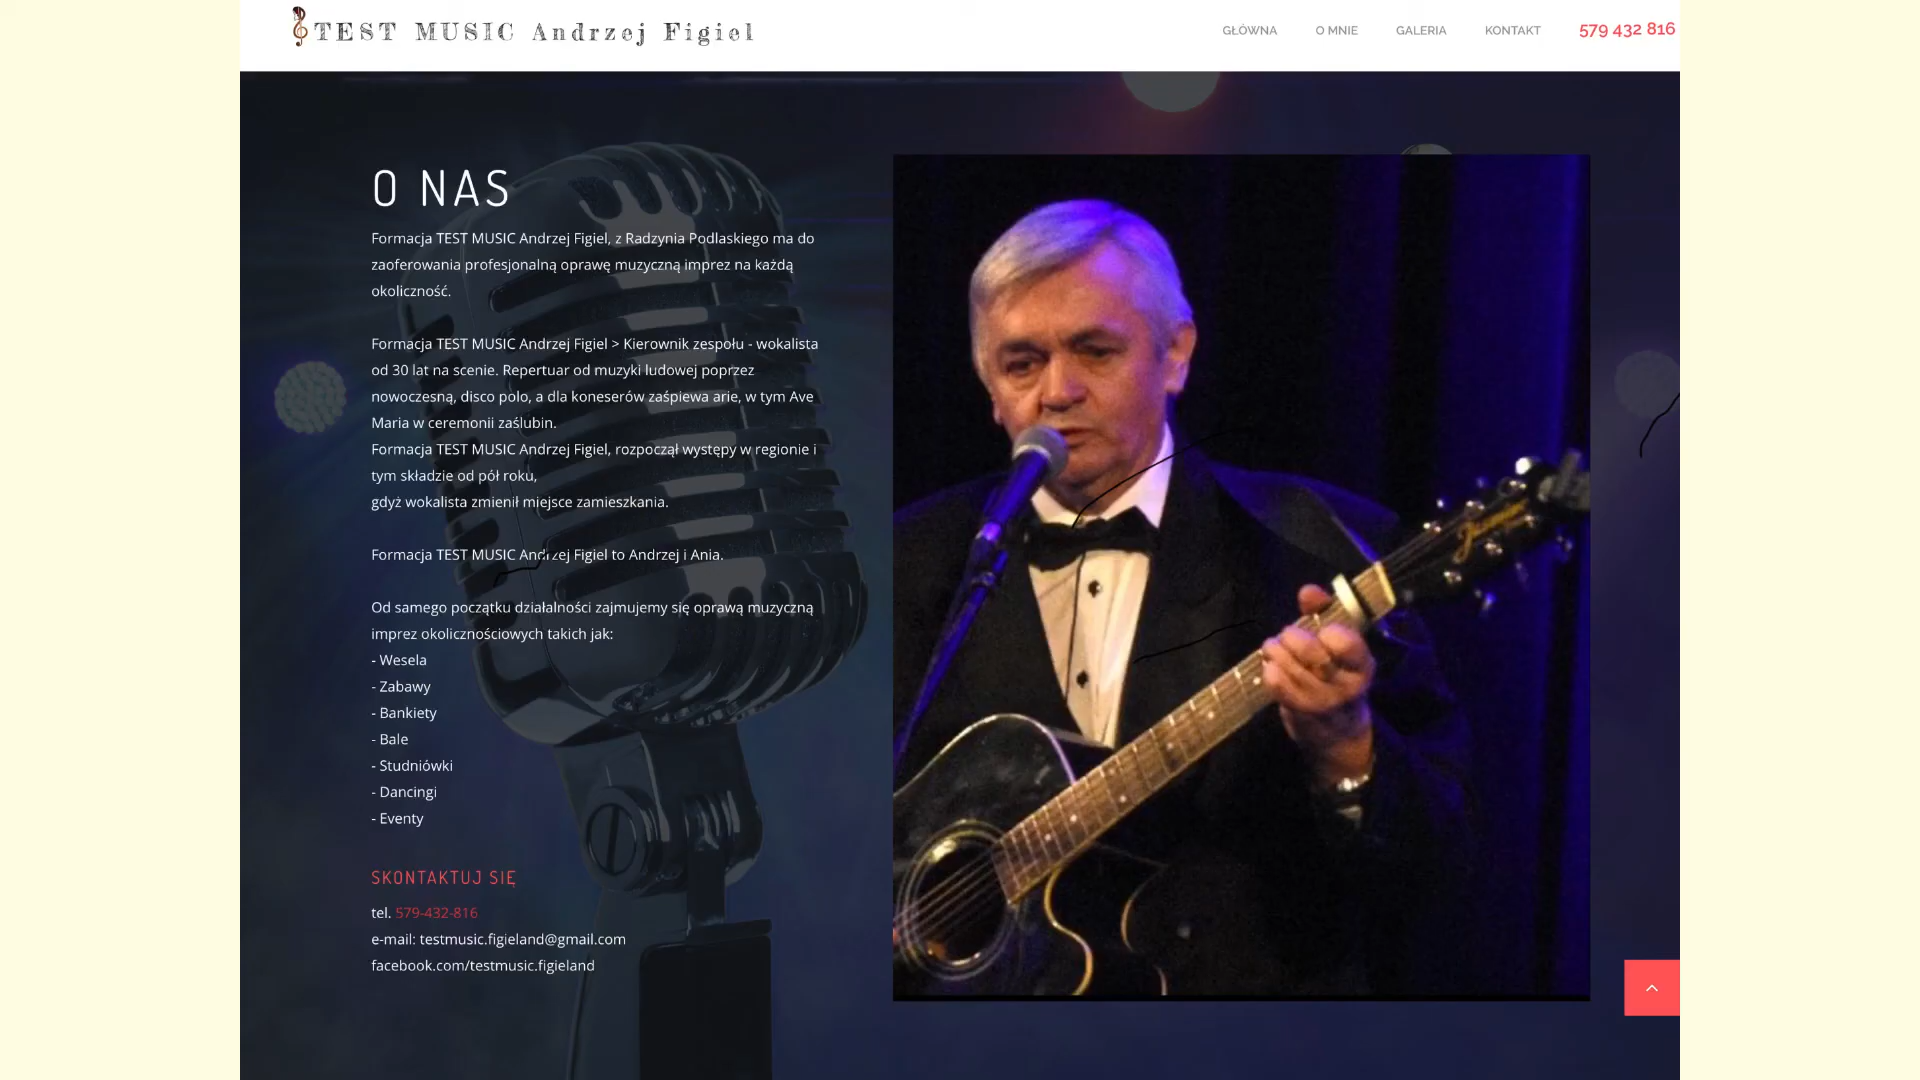 TEST MUSIC Andrzej Figiel
GŁÓWNA O MNIE GALERIA KONTAKT 579 432 816
O NAS
Formacja TEST MUSIC Andrzej Figiel, z Radzynia Podlaskiego ma do
zaoferowania profesjonalną oprawę muzyczną imprez na każdą
okoliczność.
Formacja TEST MUSIC Andrzej Figiel > Kierownik zespołu - wokalista
od 30 lat na scenie. Repertuar od muzyki ludowej poprzez
nowoczesną, disco polo, a dla koneserów zaśpiewa arie, w tym Ave
Maria w ceremonii zaślubin.
Formacja TEST MUSIC Andrzej Figiel, rozpoczął występy w regionie i
tym składzie od pół roku,
gdyż wokalista zmienił miejsce zamieszkania.
Formacja TEST MUSIC Andrzej Figiel to Andrzej i Ania.
Od samego początku działalności zajmujemy się oprawą muzyczną
imprez okolicznościowych takich jak:
- Wesela
- Zabawy
- Bankiety
- Bale
- Studniówki
- Dancingi
- Eventy
SKONTAKTUJ SIĘ
tel. 579-432-816
e-mail: testmusic.figieland@gmail.com
facebook.com/testmusic.figieland